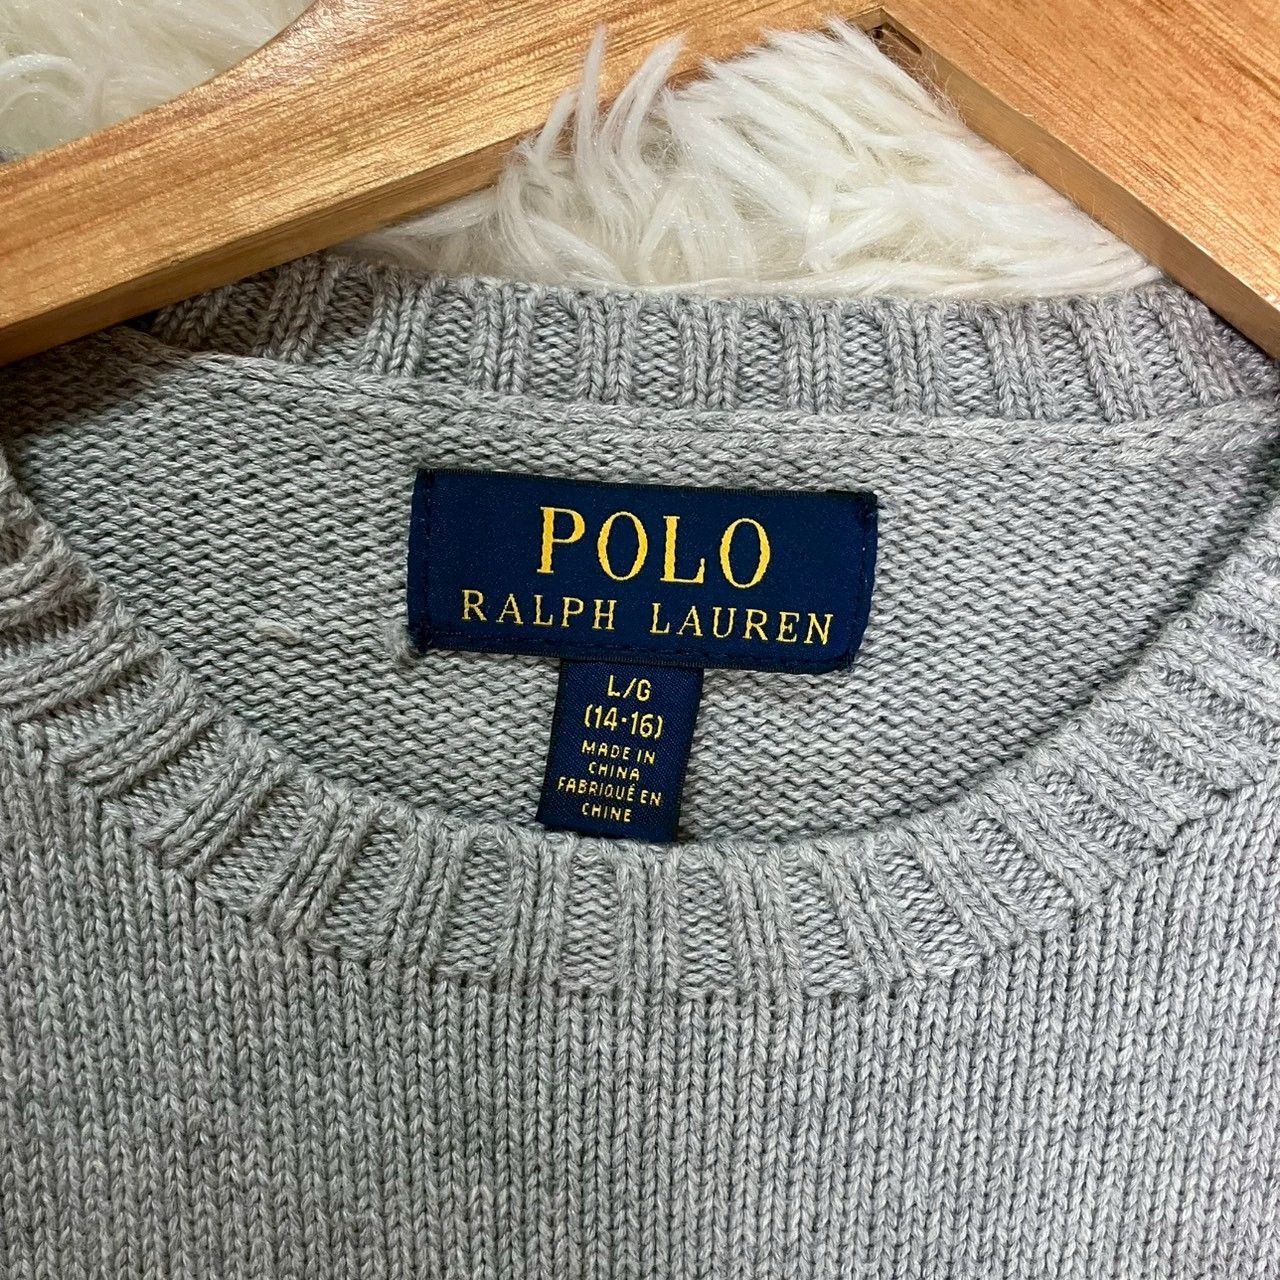 POLO
RALPH LAUREN
L/G
(14-16)
MADE IN
CHINA
FABRIQUÉ EN
CHINE